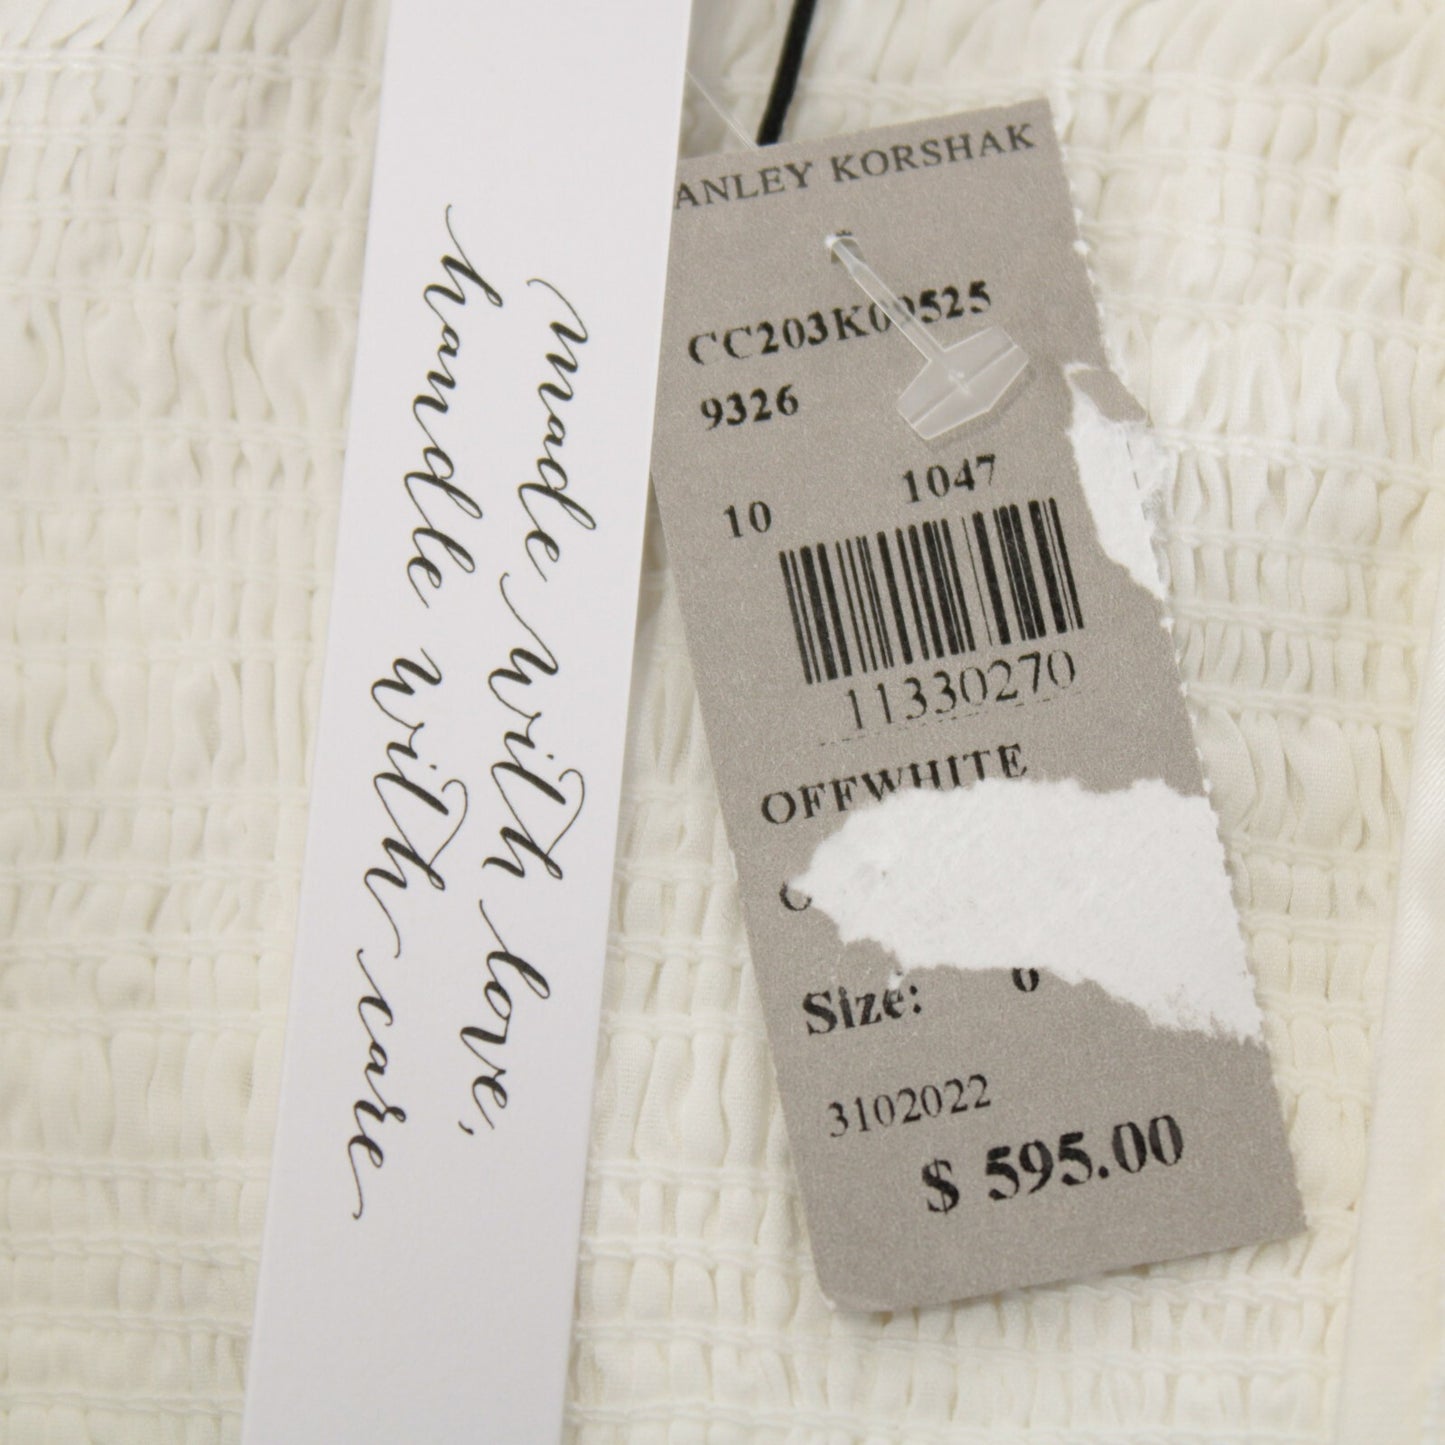 made with love,
handle with care
ANLEY KORSHAK
CC203K09525
9326
10 1047
11330270
OFFWHITE
Size:
3102022
$ 595.00